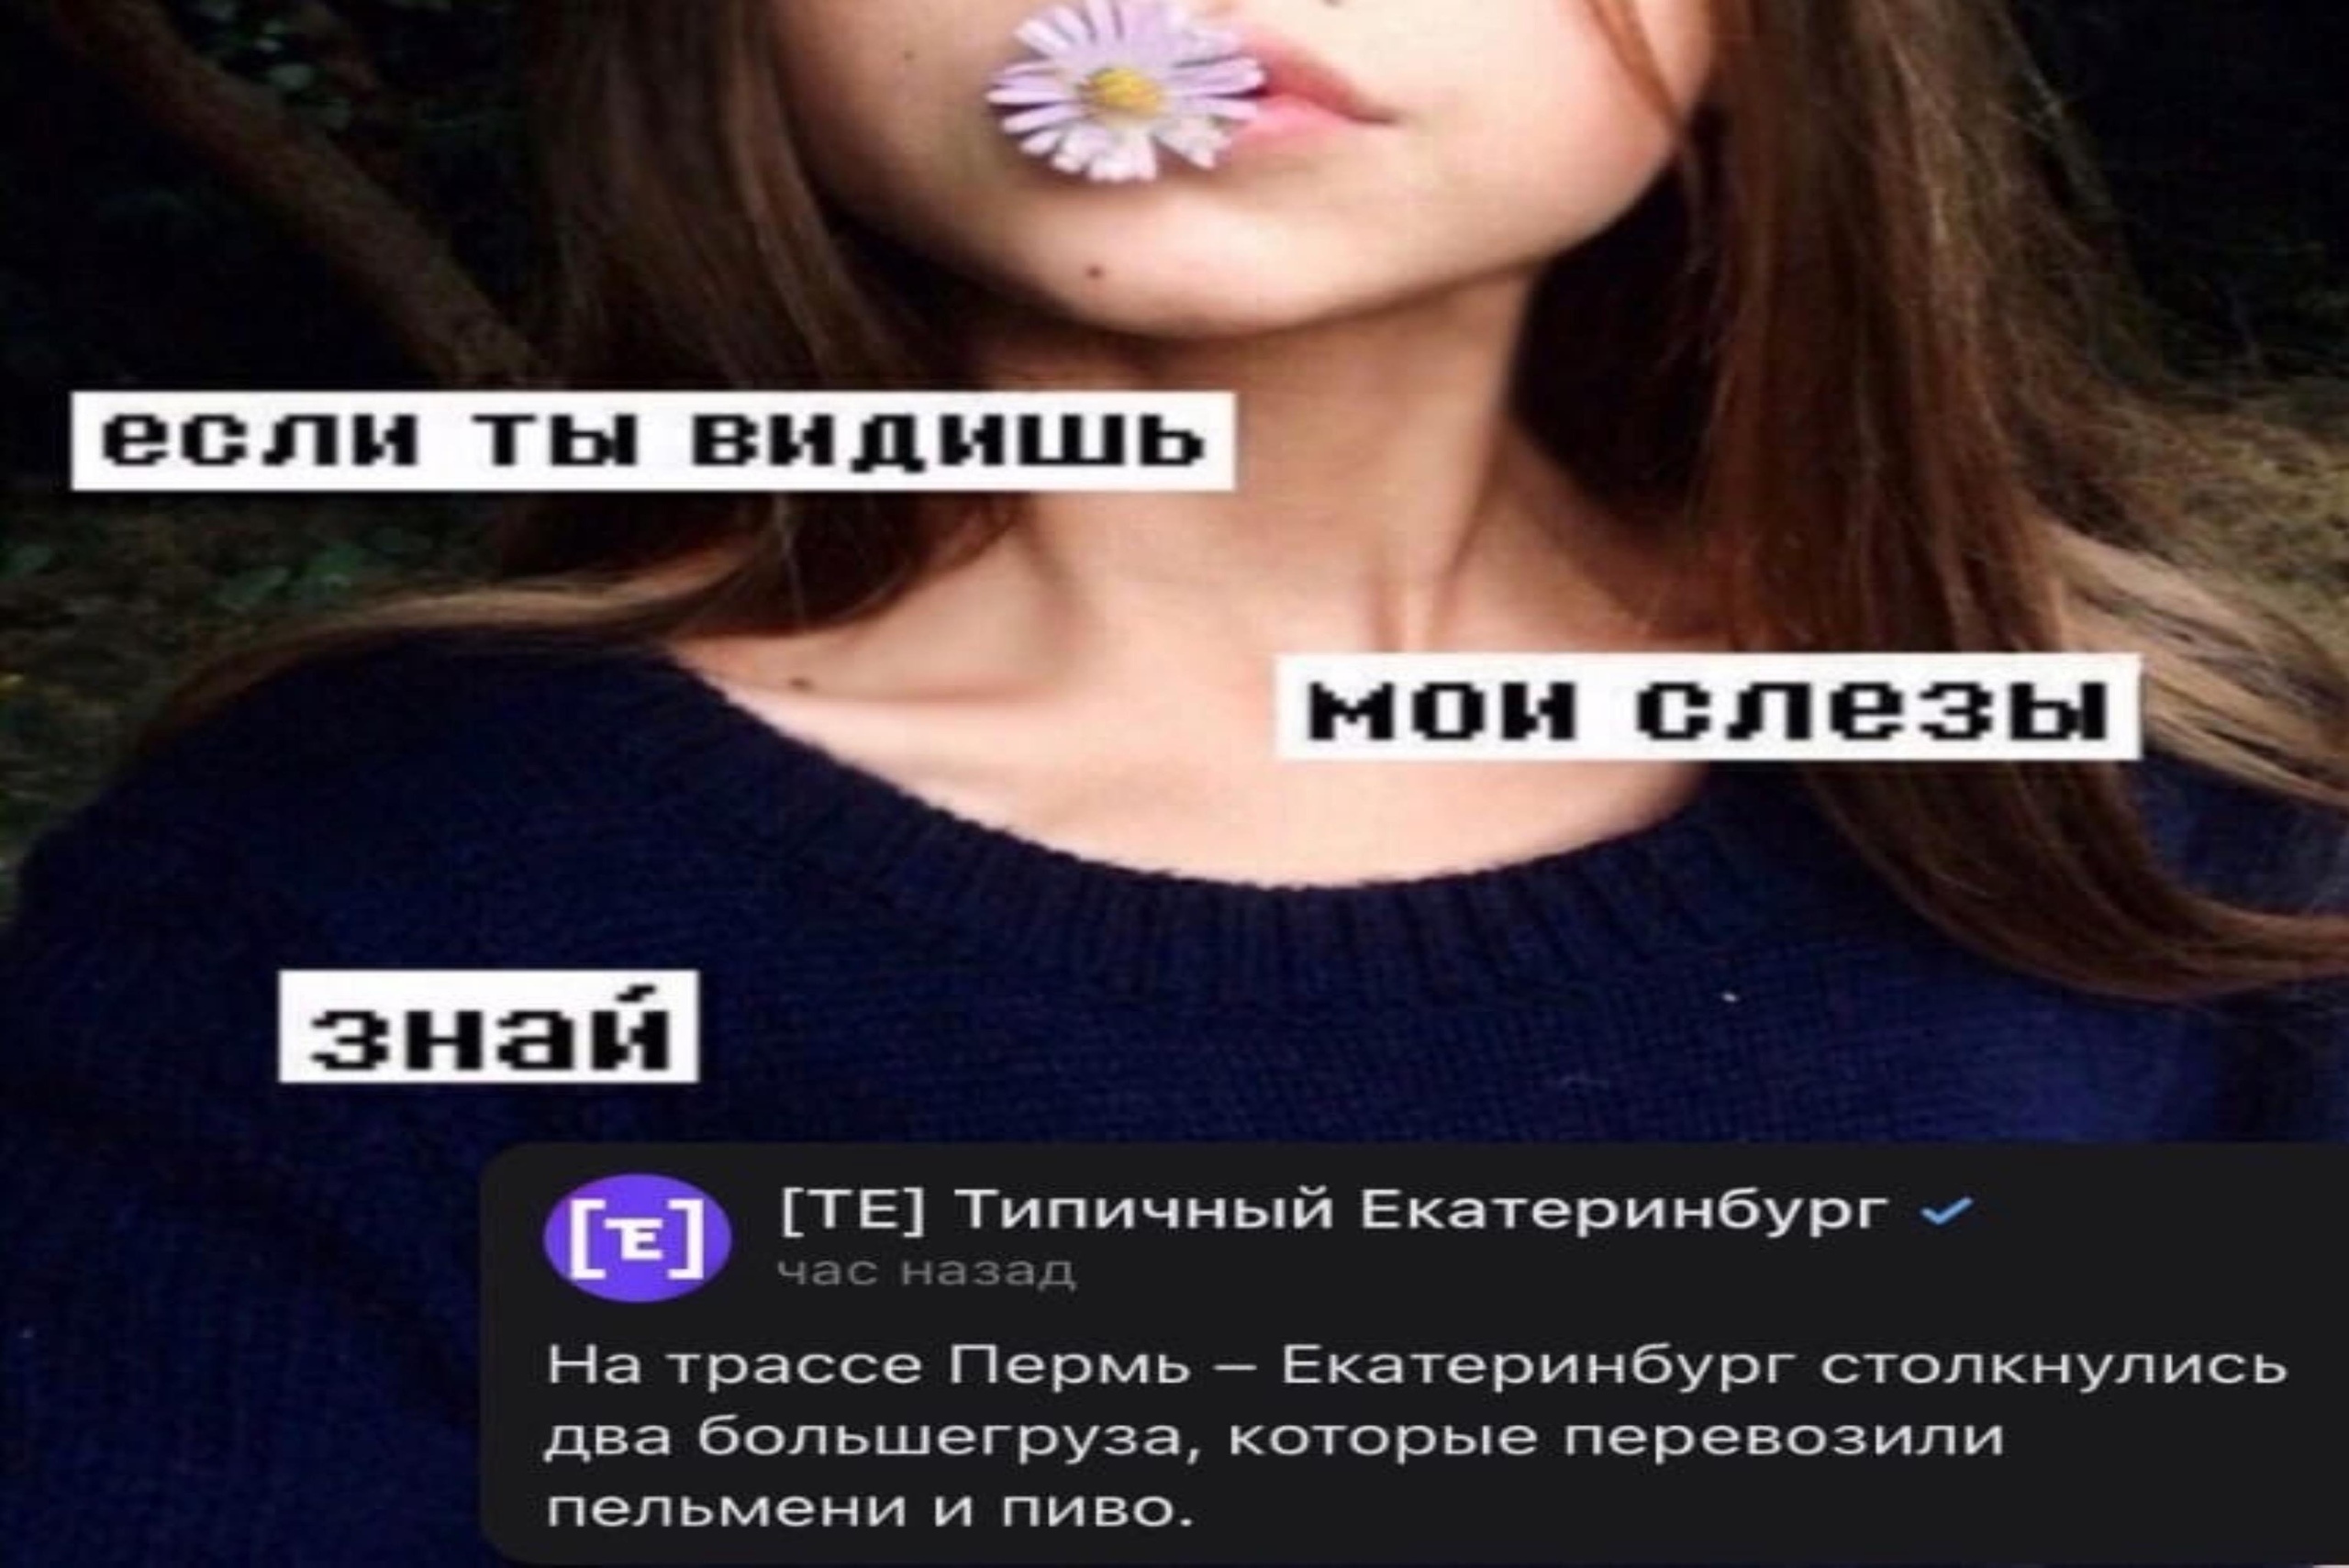 если ты видишь
мои слезы
знай
[TE]
[ТЕ] Типичный Екатеринбург
час назад
На трассе Пермь – Екатеринбург столкнулись
два большегруза, которые перевозили
пельмени и пиво.